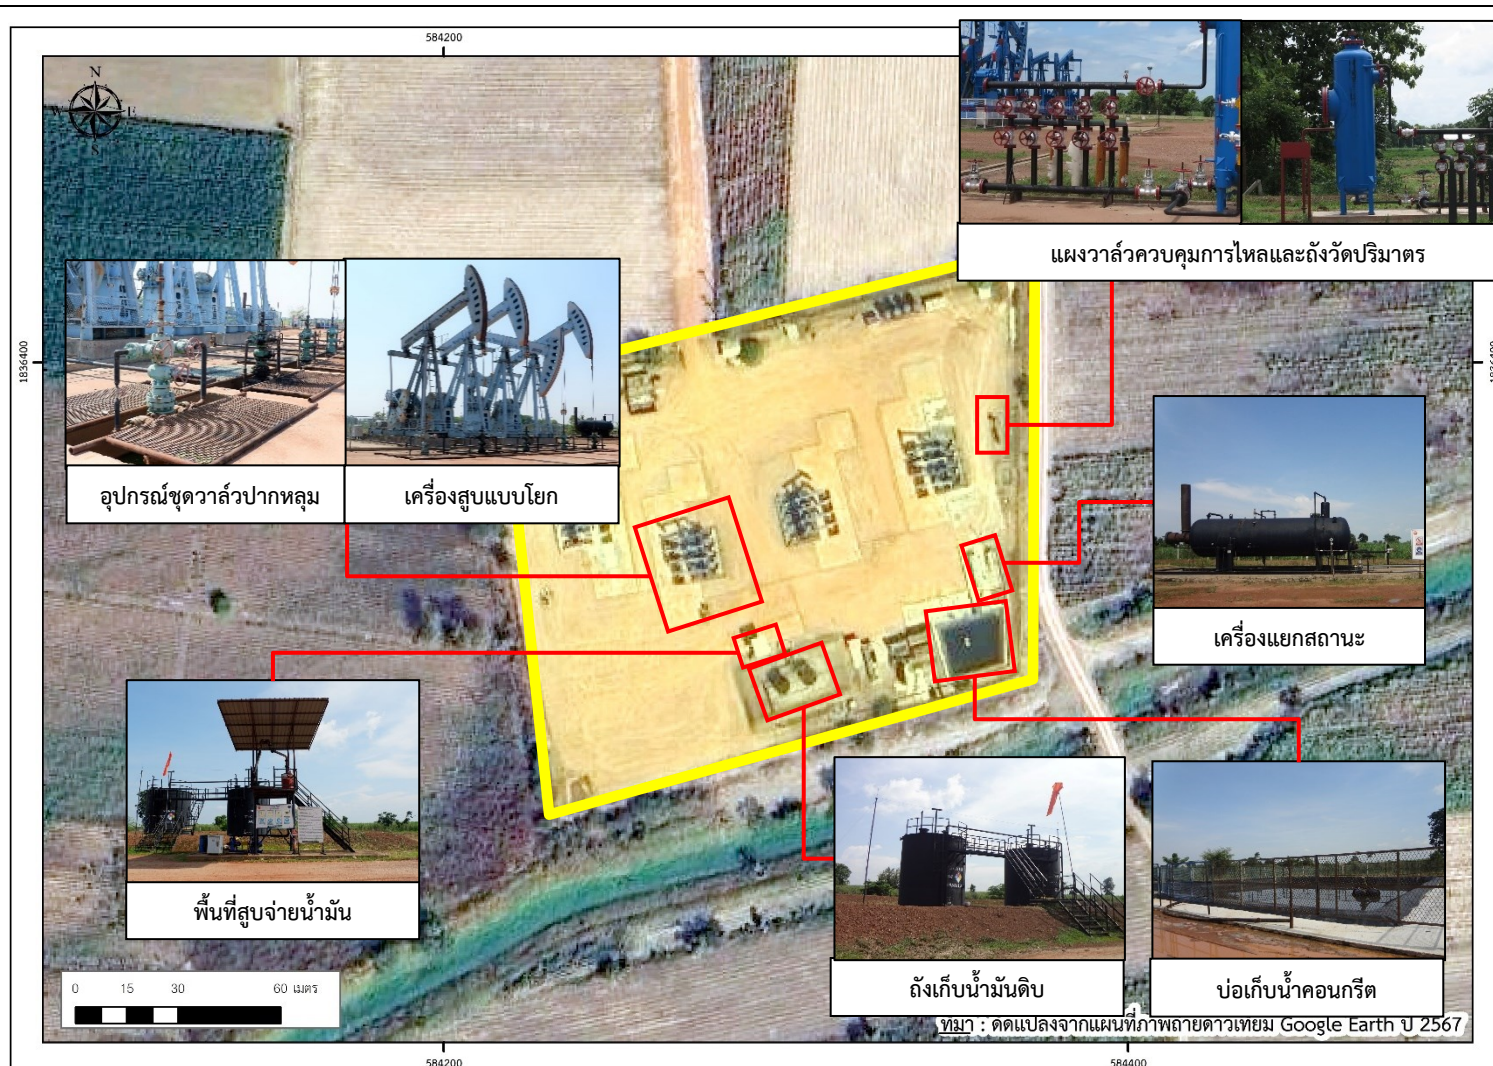 584200
N
W
E
S
แผงวาล์วควบคุมการไหลและถังวัดปริมาตร
1836400
1836400
อุปกรณ์ชุดวาล์วปากหลุม
เครื่องสูบแบบโยก
เครื่องแยกสถานะ
พื้นที่สูบจ่ายน้ำมัน
ถังเก็บน้ำมันดิบ
บ่อเก็บน้ำคอนกรีต
0 15 30 60 เมตร
ที่มา : ดัดแปลงจากแผนที่ภาพถ่ายดาวเทียม Google Earth ปี 2567
584200
584400